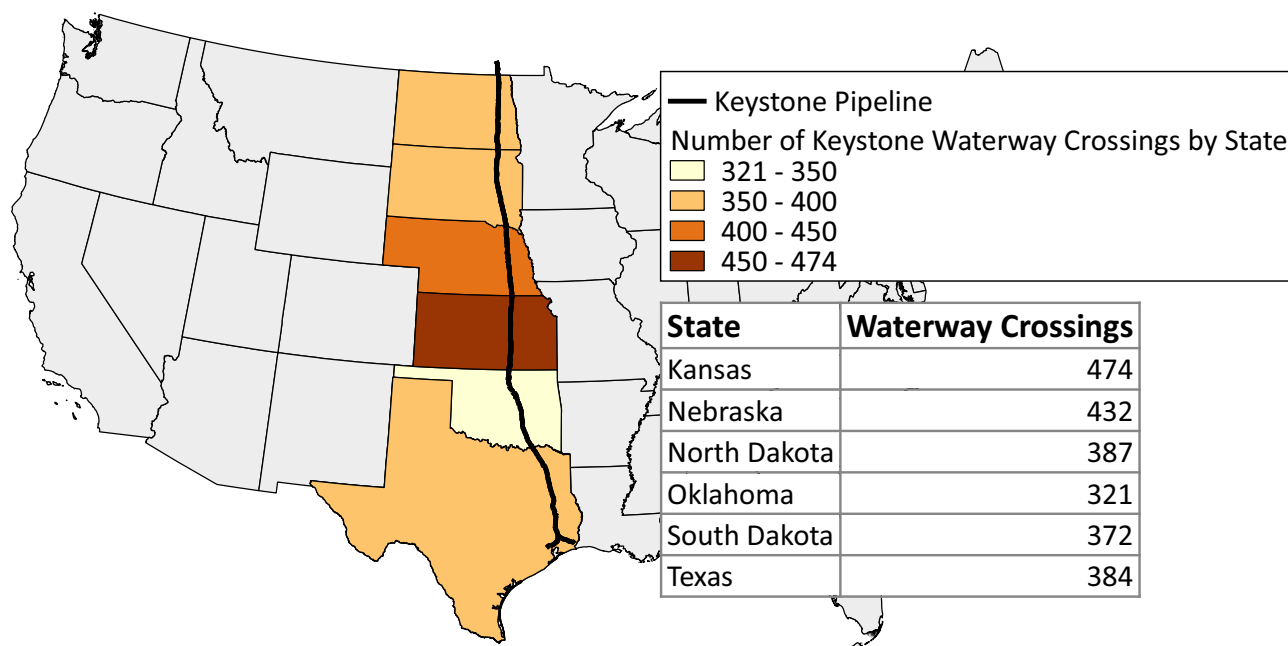 Keystone Pipeline
Number of Keystone Waterway Crossings by State
321 - 350
350 - 400
400 - 450
450 - 474
State Waterway Crossings
Kansas 474
Nebraska 432
North Dakota 387
Oklahoma 321
South Dakota 372
Texas 384